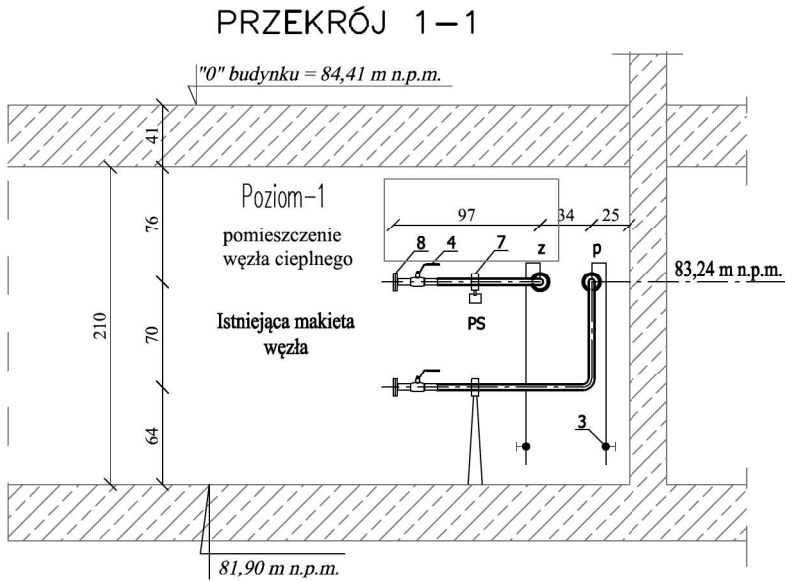 PRZEKRÓJ 1-1
"0" budynku = 84,41 m n.p.m.
41
Poziom-1
76
97
34
25
pomieszczenie
węzła cieplnego
8
4
7
z
p
83,24 m n.p.m.
210
70
Istniejąca makieta
węzła
PS
64
3
81,90 m n.p.m.